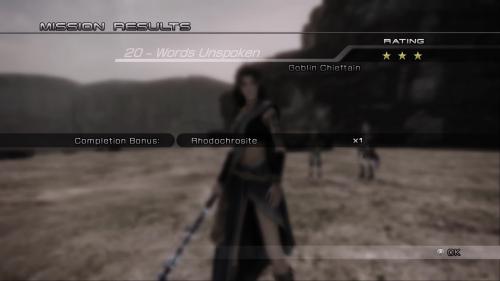 MISSION RESULTS
20 - Words Unspoken
RATING
Goblin Chieftain
Completion Bonus: Rhodochrosite x1
OK